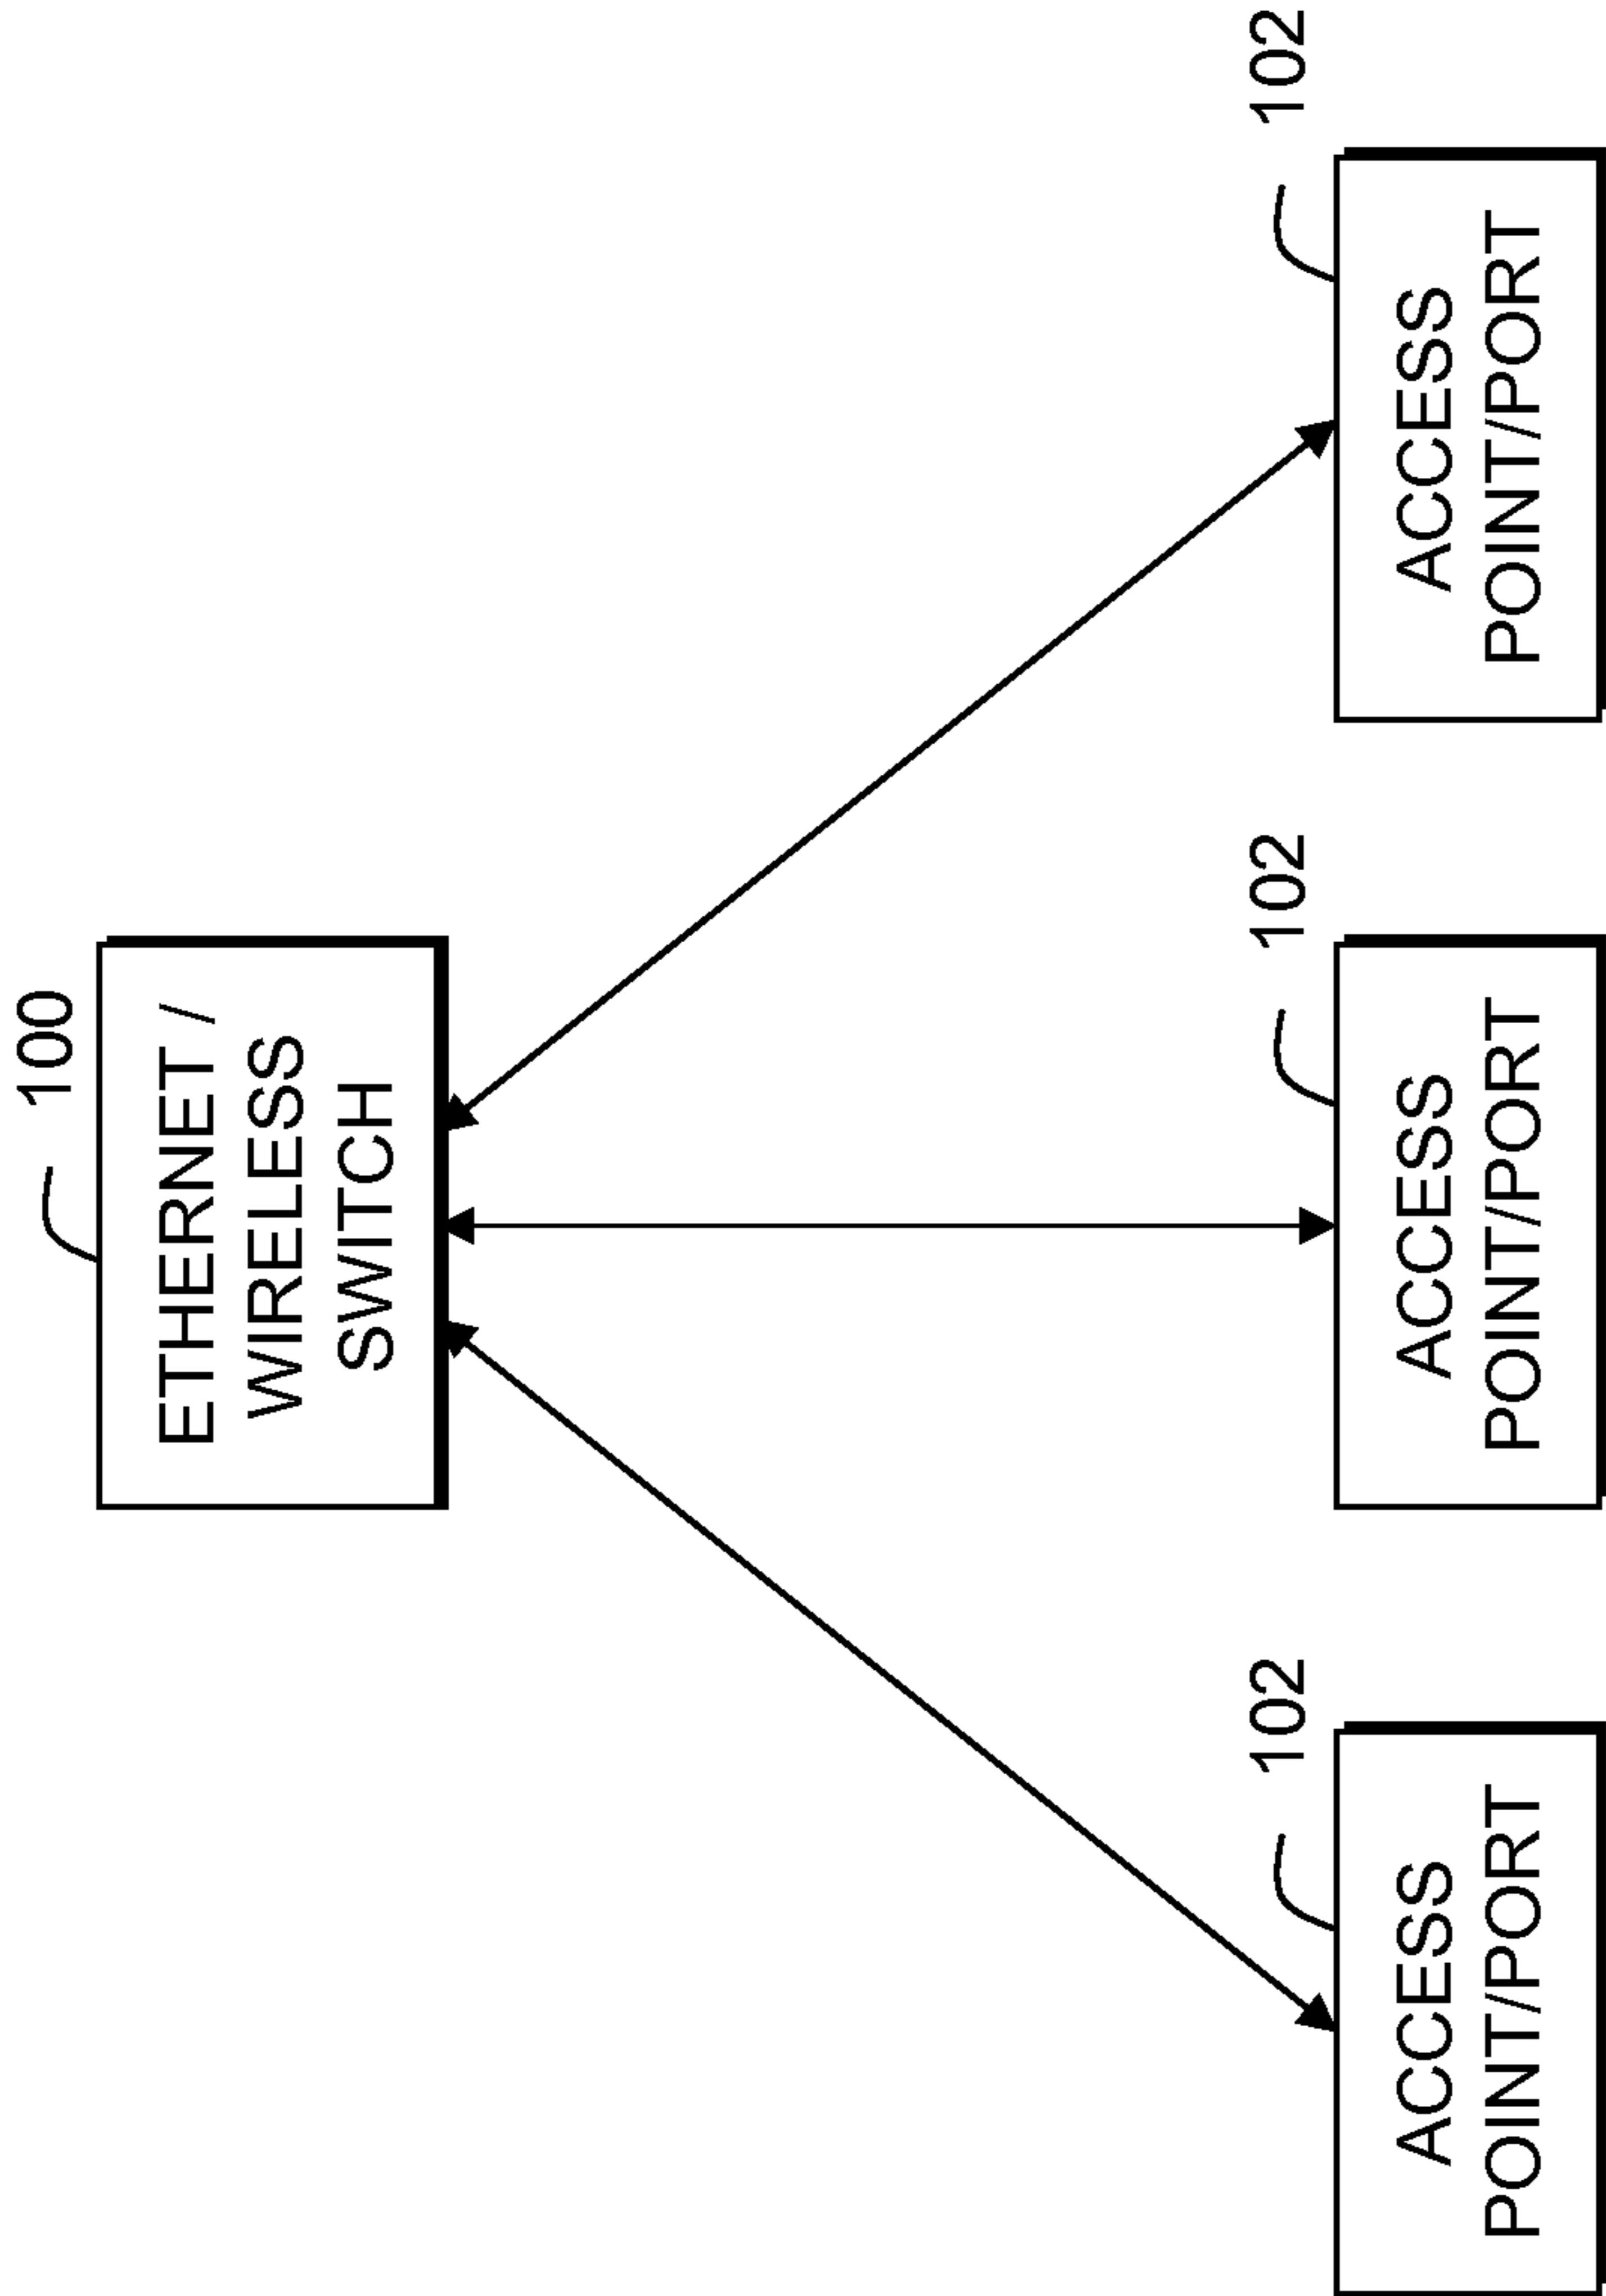 100
ETHERNET /
WIRELESS
SWITCH
102
ACCESS
POINT/PORT
102
ACCESS
POINT/PORT
102
ACCESS
POINT/PORT